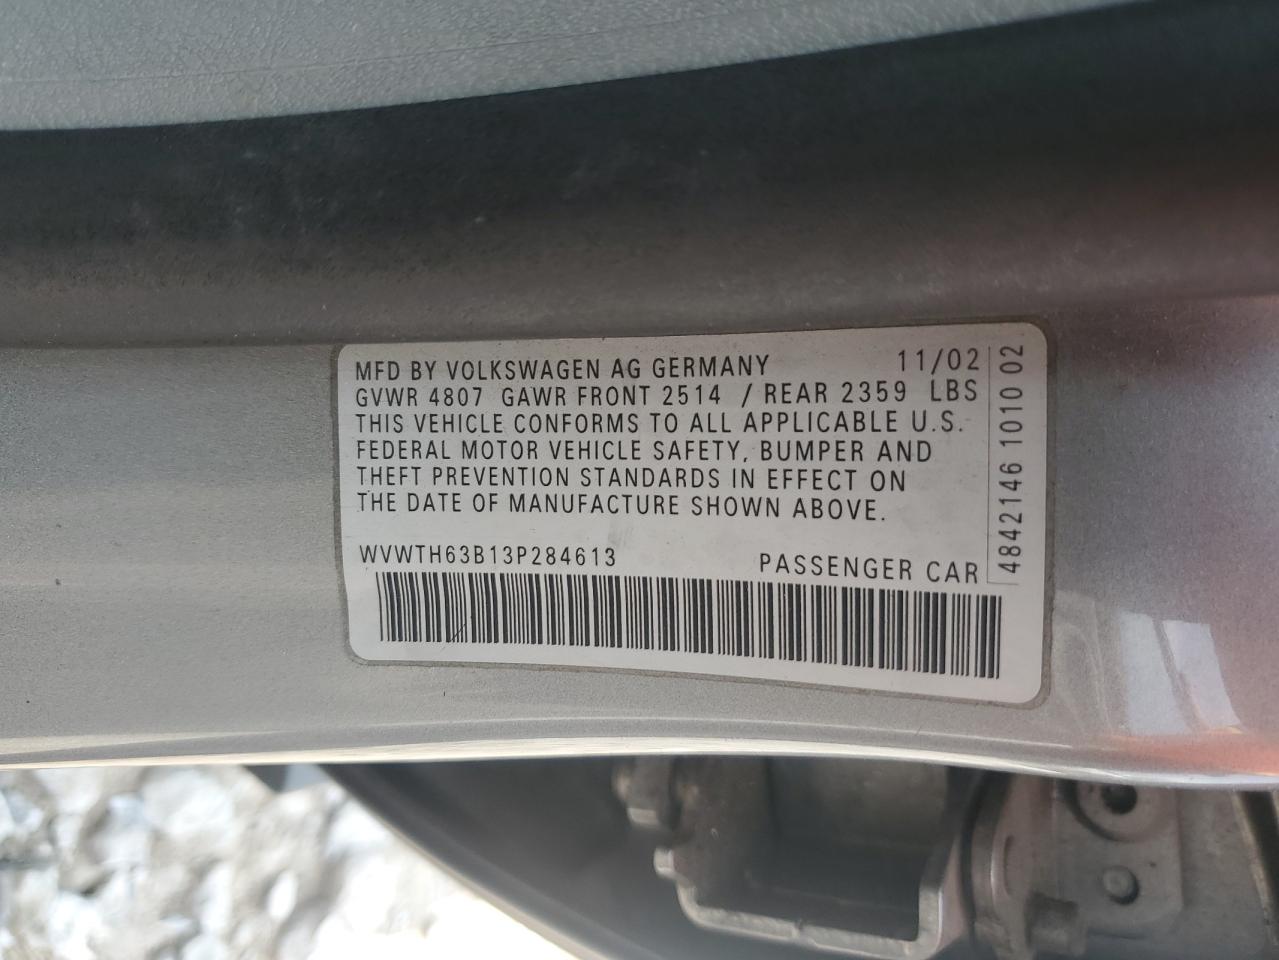 MFD BY VOLKSWAGEN AG GERMANY 11/02
GVWR 4807 GAWR FRONT 2514 / REAR 2359 LBS
THIS VEHICLE CONFORMS TO ALL APPLICABLE U.S.
FEDERAL MOTOR VEHICLE SAFETY, BUMPER AND
THEFT PREVENTION STANDARDS IN EFFECT ON
THE DATE OF MANUFACTURE SHOWN ABOVE.
WVWTH63B13P284613 PASSENGER CAR
4842146 1010 02